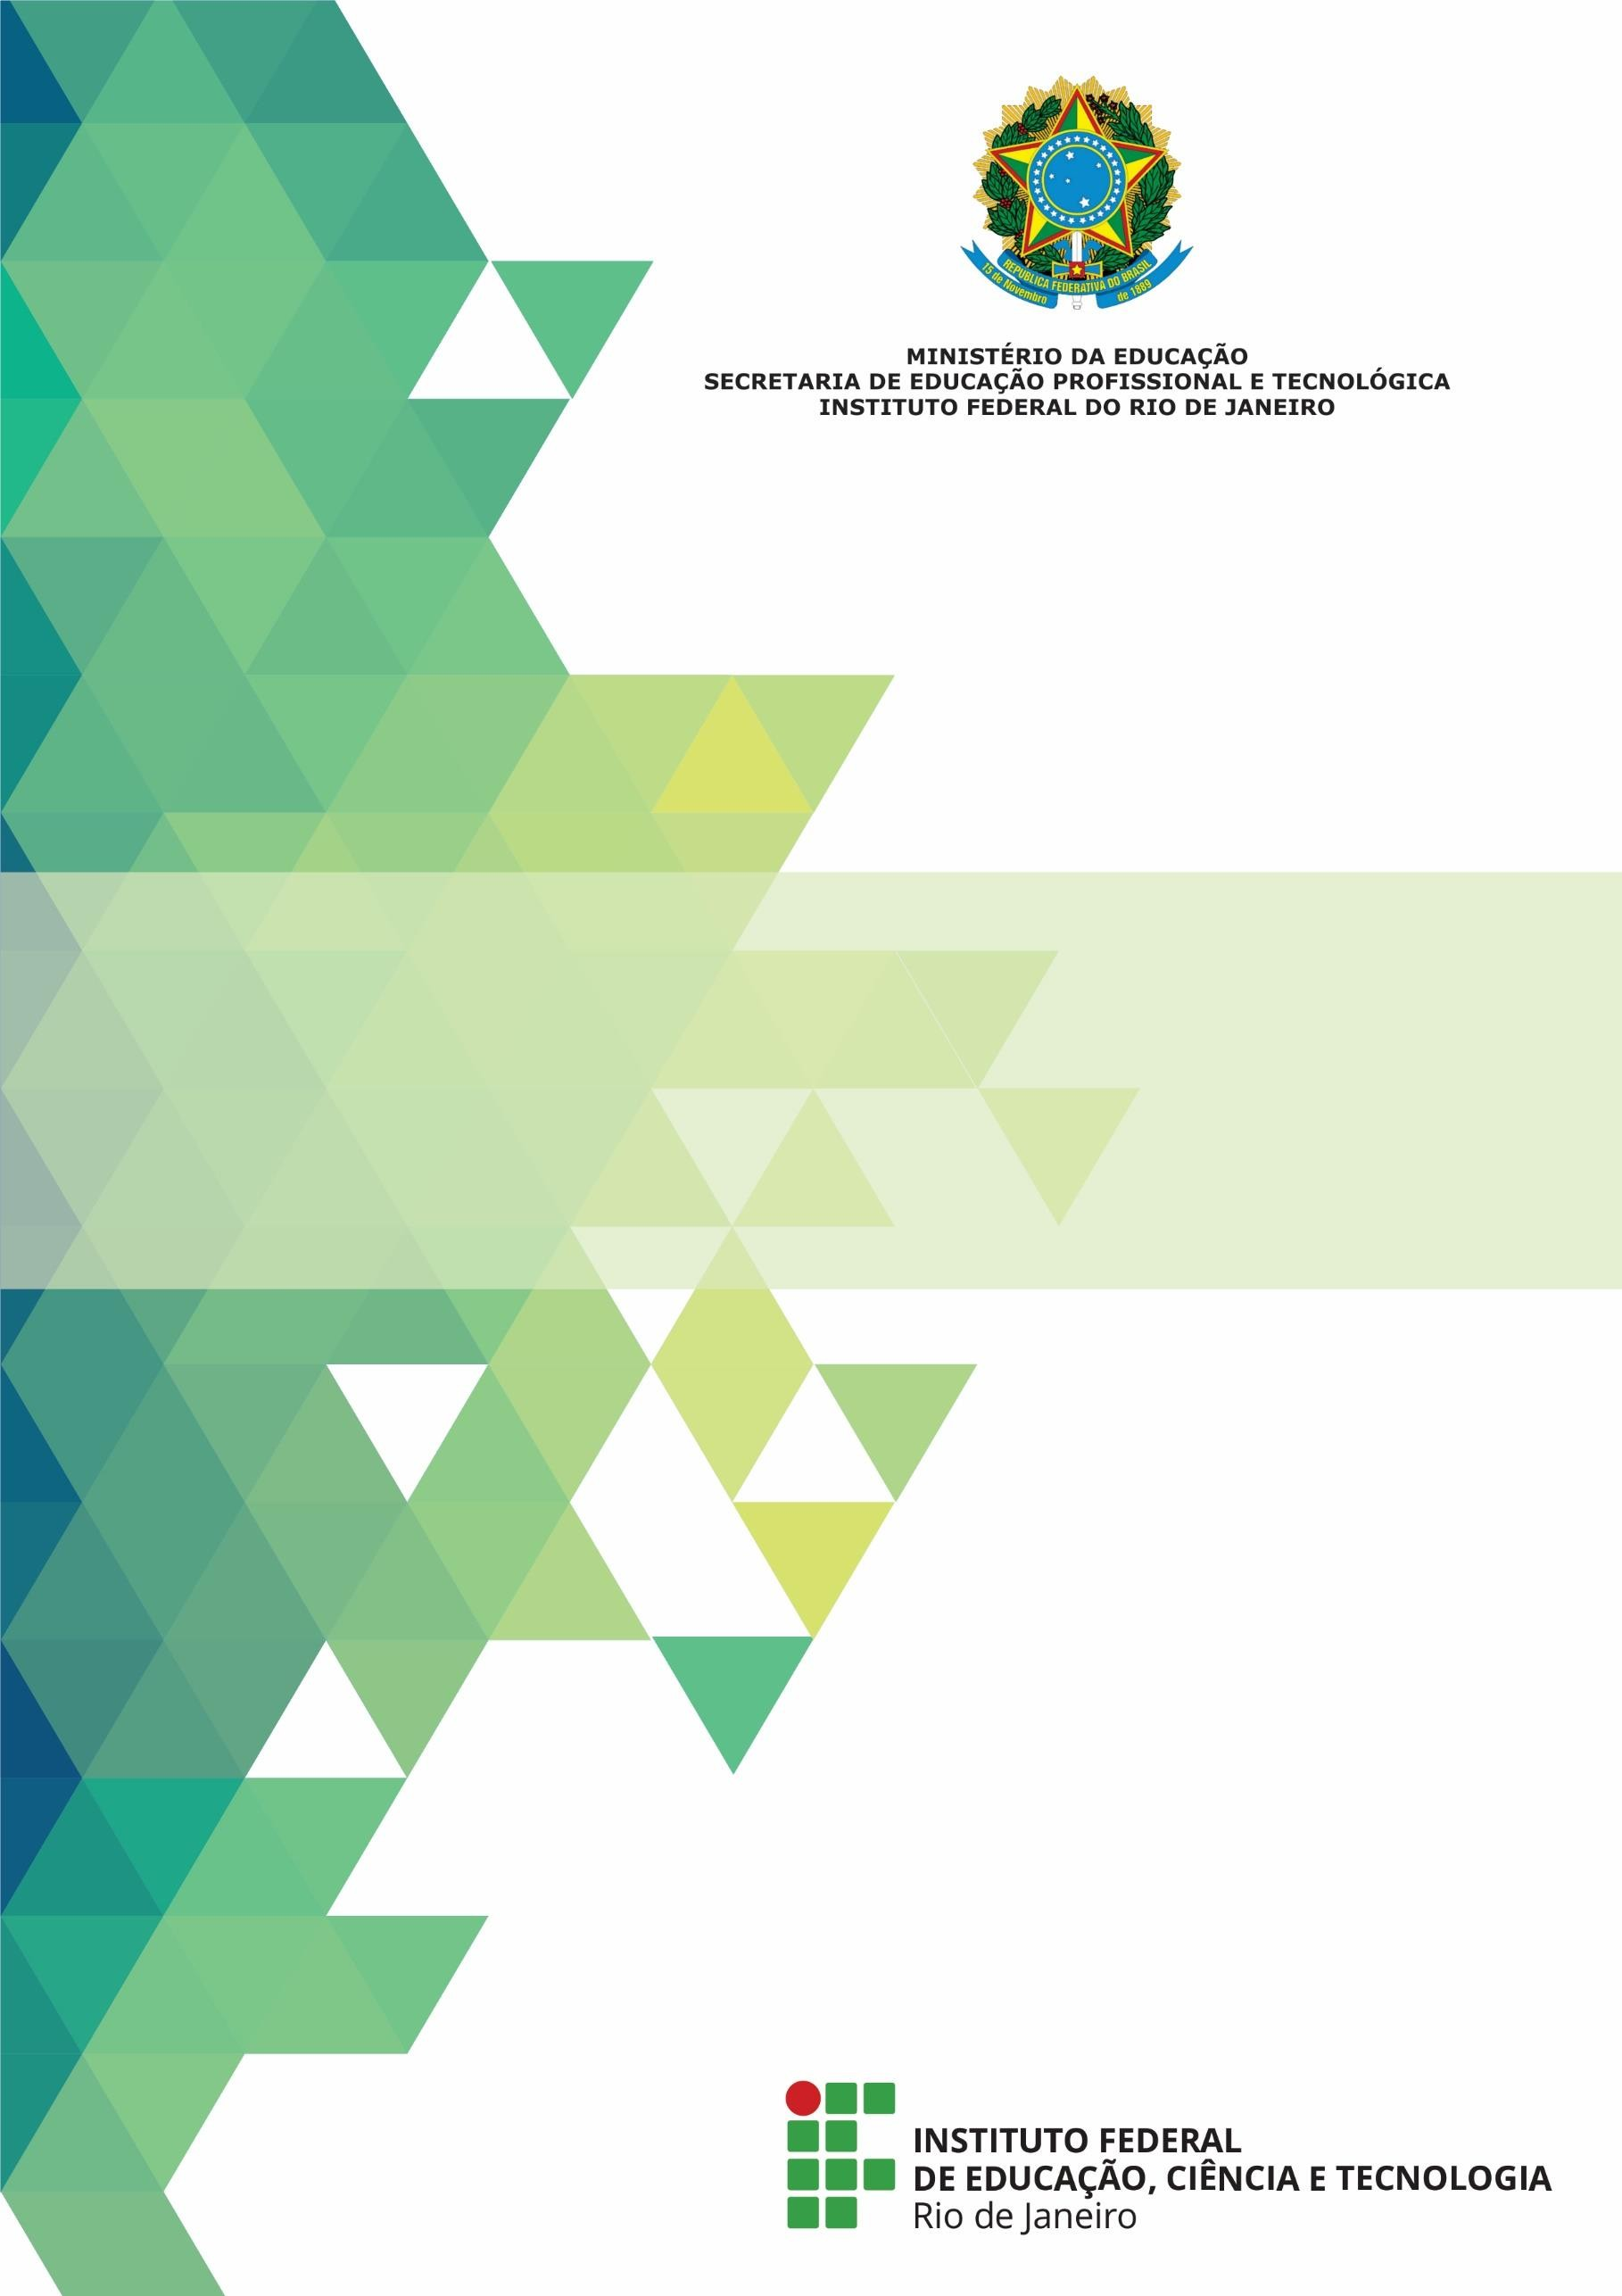 REPÚBLICA FEDERATIVA DO BRASIL
15 de Novembro
de 1889
MINISTÉRIO DA EDUCAÇÃO
SECRETARIA DE EDUCAÇÃO PROFISSIONAL E TECNOLÓGICA
INSTITUTO FEDERAL DO RIO DE JANEIRO
INSTITUTO FEDERAL
DE EDUCAÇÃO, CIÊNCIA E TECNOLOGIA
Rio de Janeiro